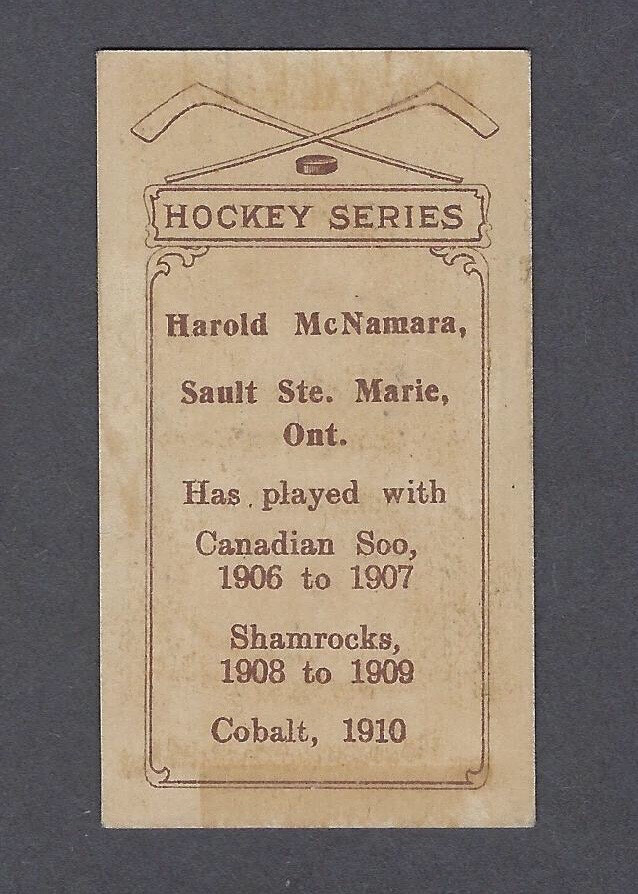 HOCKEY SERIES
Harold McNamara,
Sault Ste. Marie,
Ont.
Has played with
Canadian Soo,
1906 to 1907
Shamrocks,
1908 to 1909
Cobalt, 1910